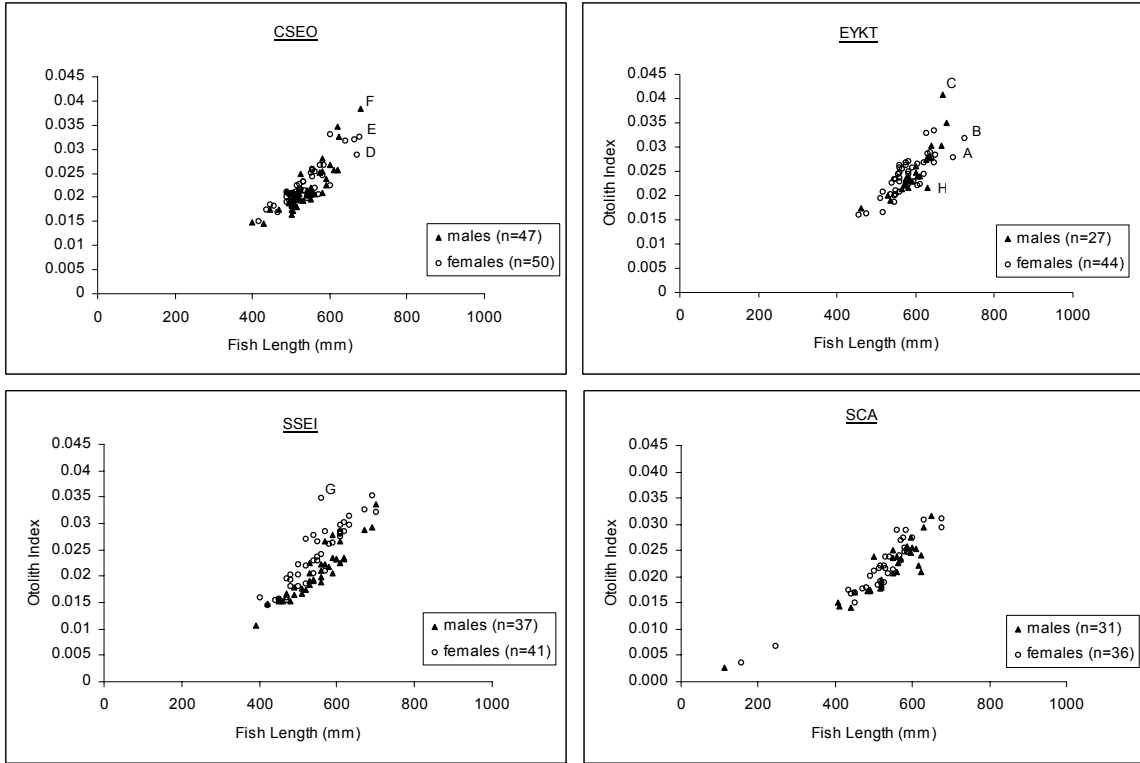 CSEO
0.045
0.04
0.035
0.03
0.025
0.02
0.015
0.01
0.005
0
F
E
D
▲ males (n=47)
○ females (n=50)
0 200 400 600 800 1000
Fish Length (mm)
EYKT
Otolith Index
0.045
0.04
0.035
0.03
0.025
0.02
0.015
0.01
0.005
0
C
B
A
H
▲ males (n=27)
○ females (n=44)
0 200 400 600 800 1000
Fish Length (mm)
SSEI
Otolith Index
0.045
0.04
0.035
0.03
0.025
0.02
0.015
0.01
0.005
0
G
▲ males (n=37)
○ females (n=41)
0 200 400 600 800 1000
Fish Length (mm)
SCA
Otolith Index
0.045
0.040
0.035
0.030
0.025
0.020
0.015
0.010
0.005
0.000
▲ males (n=31)
○ females (n=36)
0 200 400 600 800 1000
Fish Length (mm)